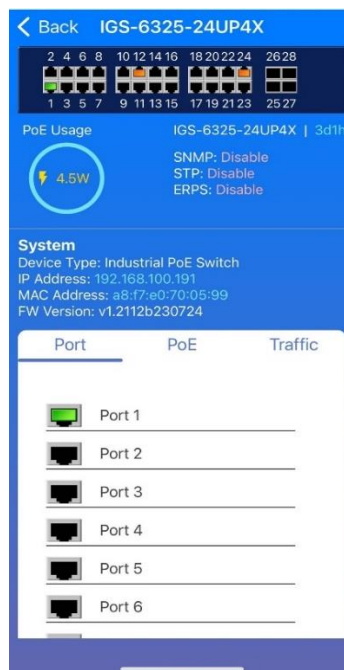 Back IGS-6325-24UP4X
2 4 6 8 10 12 14 16 18 20 22 24 26 28
1 3 5 7 9 11 13 15 17 19 21 23 25 27
PoE Usage
IGS-6325-24UP4X | 3d1h
4.5W
SNMP: Disable
STP: Disable
ERPS: Disable
System
Device Type: Industrial PoE Switch
IP Address: 192.168.100.191
MAC Address: a8:f7:e0:70:05:99
FW Version: v1.2112b230724
Port PoE Traffic
Port 1
Port 2
Port 3
Port 4
Port 5
Port 6